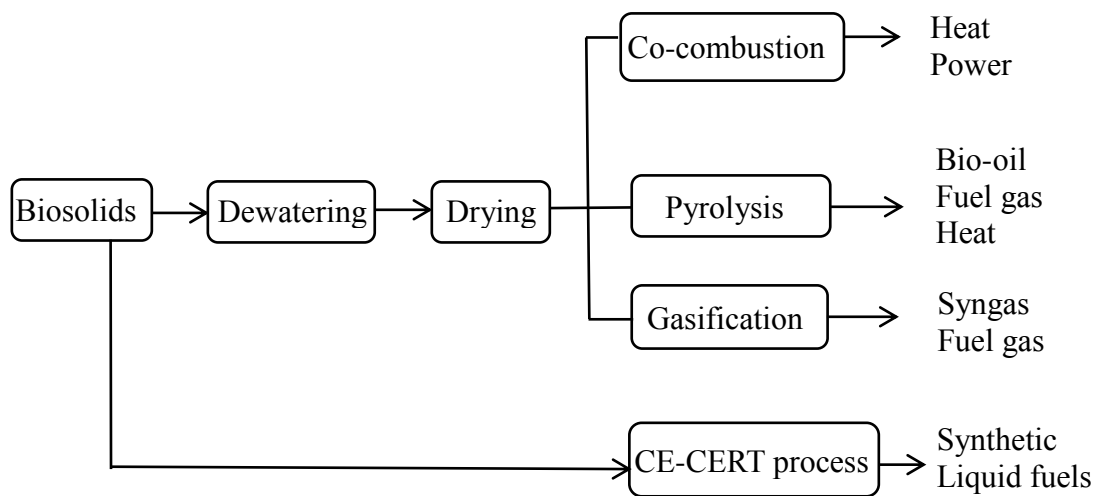 Co-combustion
Heat
Power
Biosolids
Dewatering
Drying
Pyrolysis
Bio-oil
Fuel gas
Heat
Gasification
Syngas
Fuel gas
CE-CERT process
Synthetic
Liquid fuels